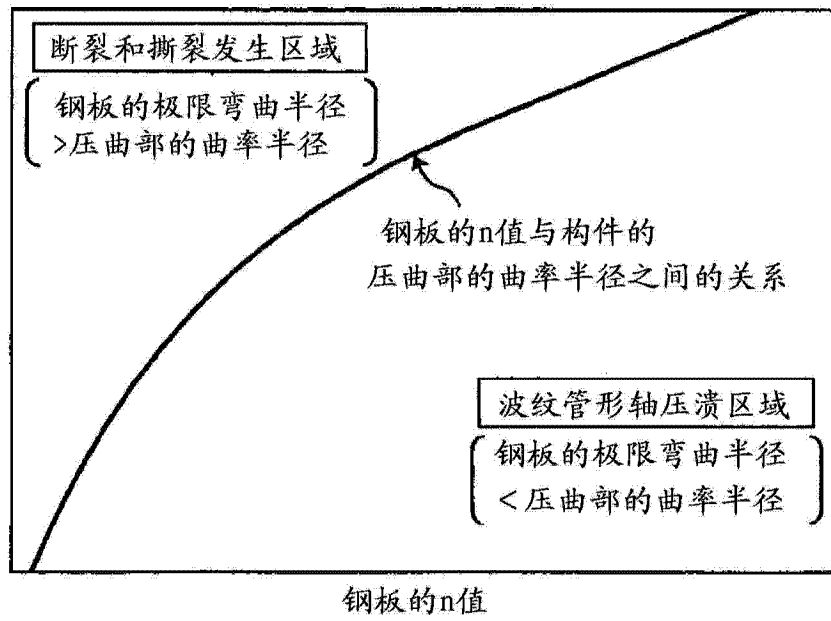 断裂和撕裂发生区域
钢板的极限弯曲半径
>压曲部的曲率半径
钢板的n值与构件的
压曲部的曲率半径之间的关系
波纹管形轴压溃区域
钢板的极限弯曲半径
<压曲部的曲率半径
钢板的n值